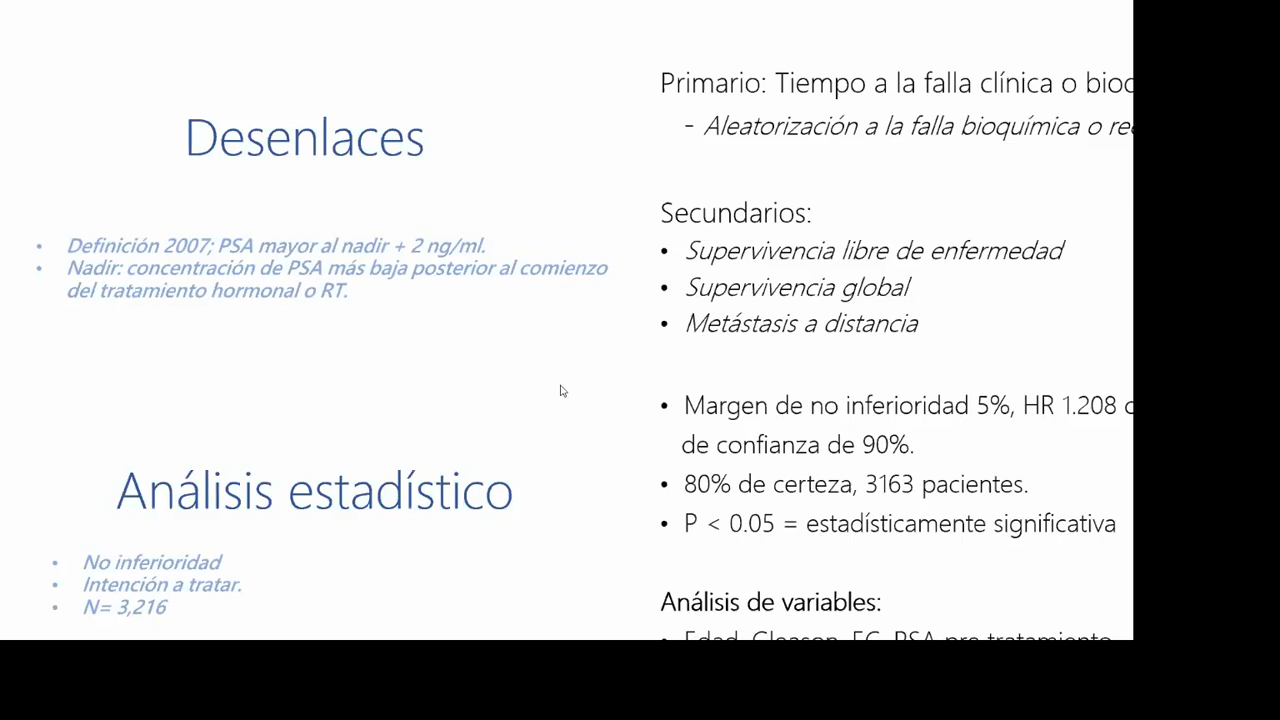 Desenlaces
• Definición 2007; PSA mayor al nadir + 2 ng/ml.
• Nadir: concentración de PSA más baja posterior al comienzo
del tratamiento hormonal o RT.
Análisis estadístico
• No inferioridad
• Intención a tratar.
• N= 3,216
Primario: Tiempo a la falla clínica o
- Aleatorización a la falla bioquímica o
Secundarios:
• Supervivencia libre de enfermedad
• Supervivencia global
• Metástasis a distancia
• Margen de no inferioridad 5%, HR 1.208
de confianza de 90%.
• 80% de certeza, 3163 pacientes.
• P < 0.05 = estadísticamente significativa
Análisis de variables:
• Edad, Gleason, EC, PSA pre tratamiento